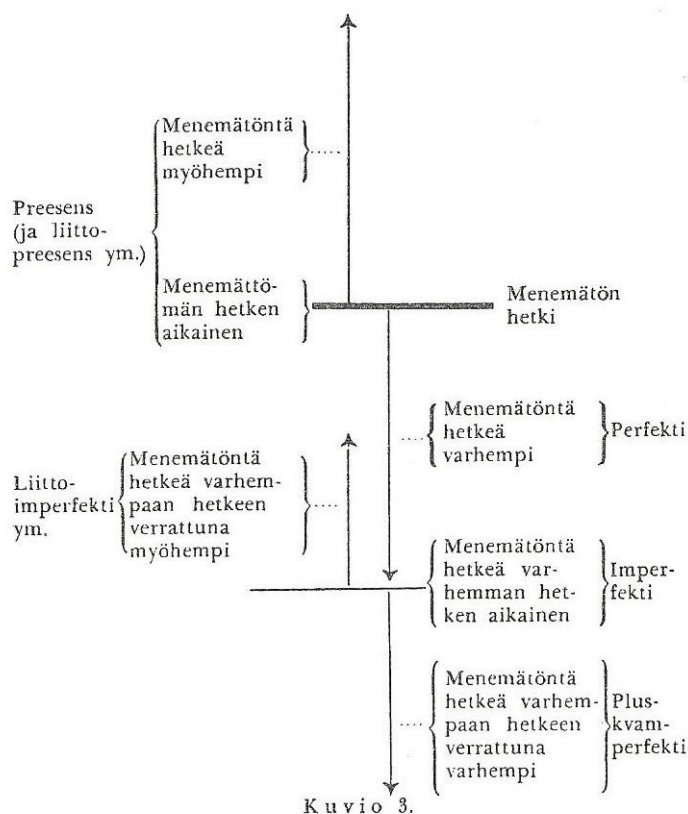 Menemätöntä
hetkeä
myöhempi
Preesens
(ja liitto-
preesens ym.)
Menemättö-
män hetken
aikainen
Menemätön
hetki
Menemätöntä
hetkeä
varhempi
Perfekti
Liitto-
imperfekti
ym.
Menemätöntä
hetkeä varhem-
paan hetkeen
verrattuna
myöhempi
Menemätöntä
hetkeä var-
hemman het-
ken aikainen
Imper-
fekti
Menemätöntä
hetkeä varhem-
paan hetkeen
verrattuna
varhempi
Plus-
kvam-
perfekti
Kuvio 3.